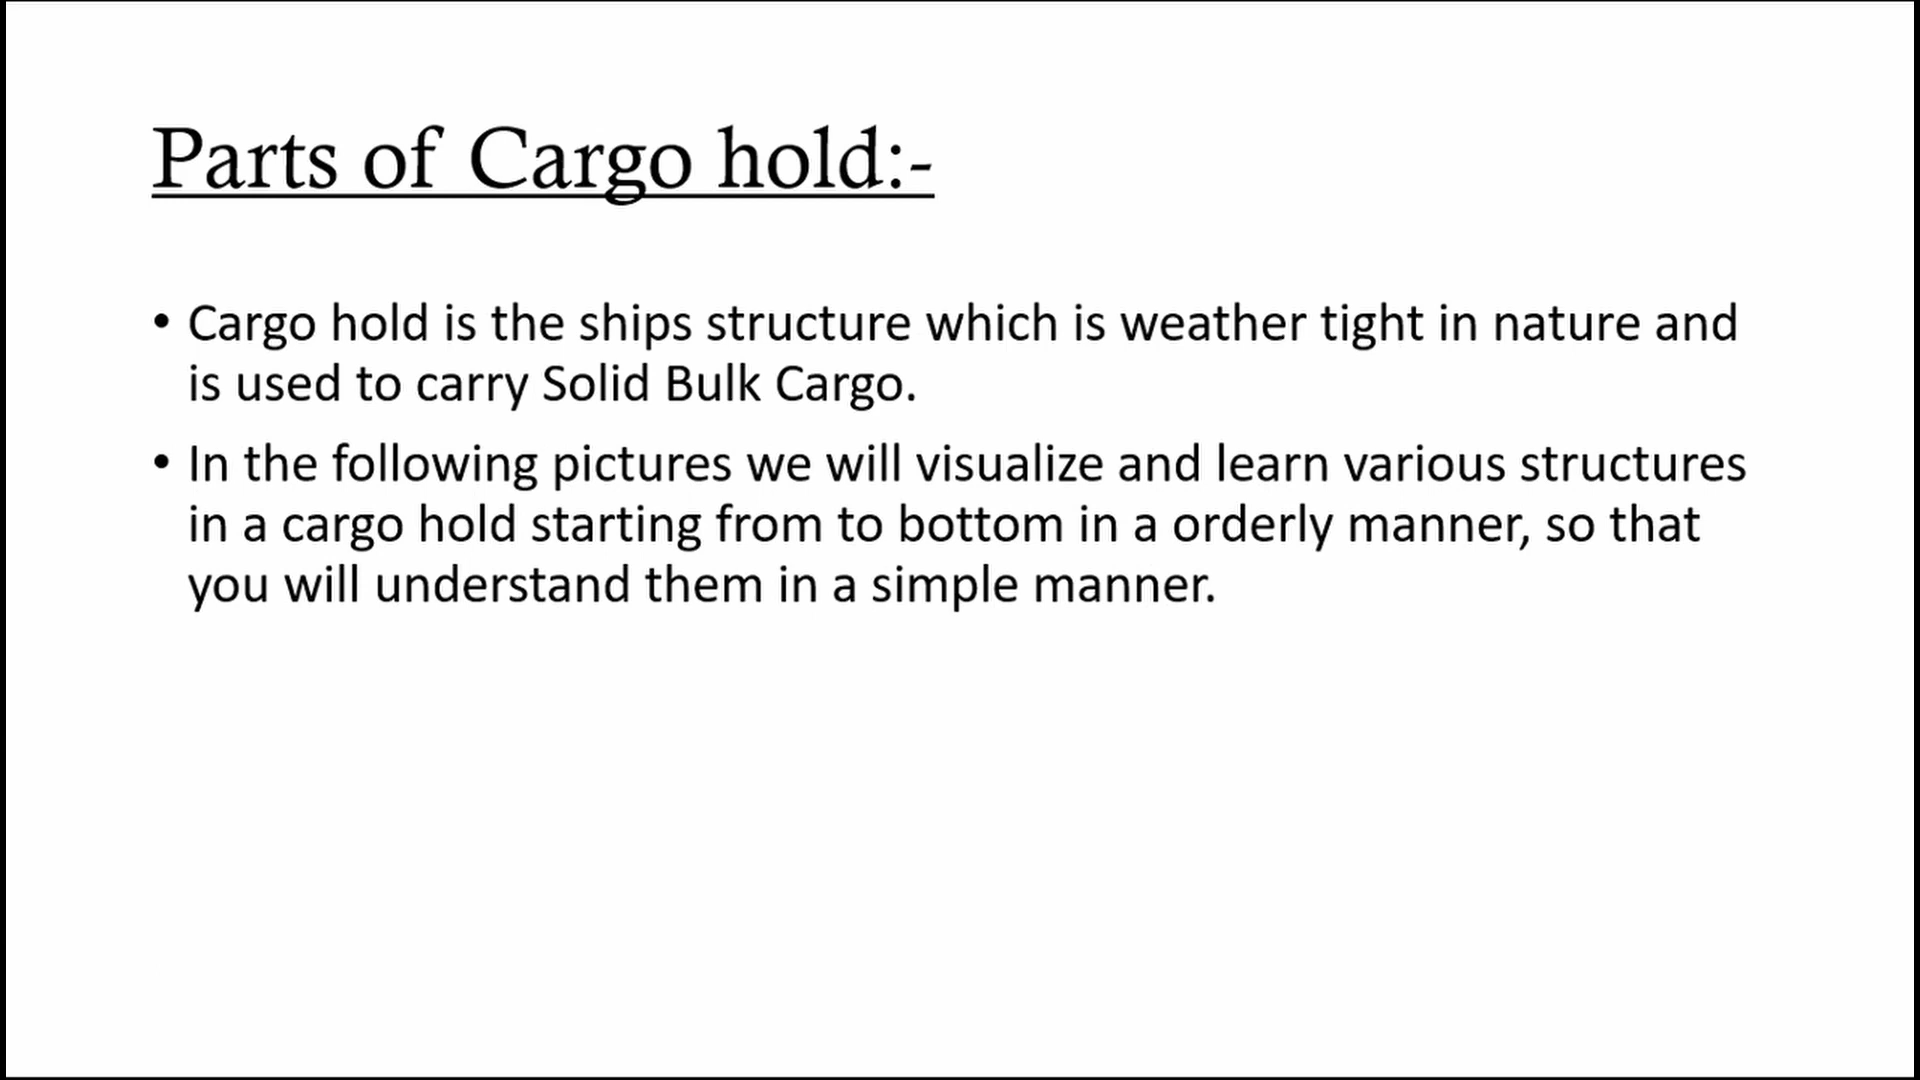 Parts of Cargo hold:-
• Cargo hold is the ships structure which is weather tight in nature and
is used to carry Solid Bulk Cargo.
• In the following pictures we will visualize and learn various structures
in a cargo hold starting from to bottom in a orderly manner, so that
you will understand them in a simple manner.